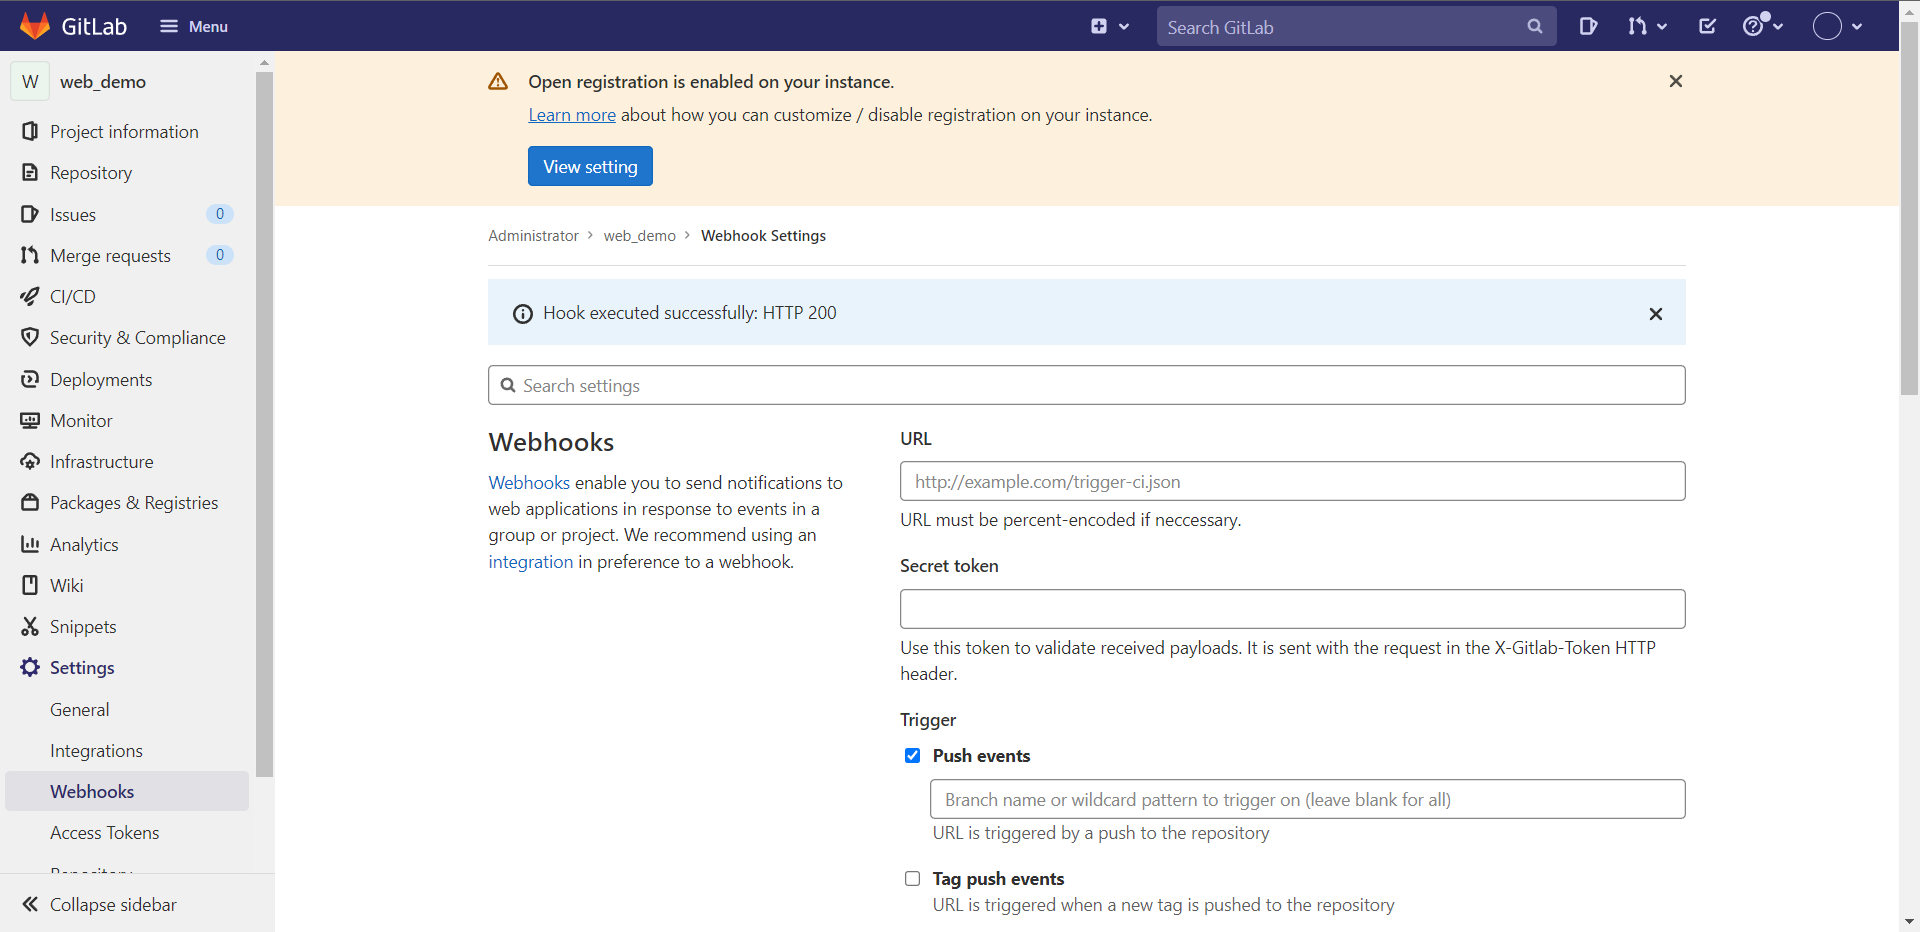 GitLab
Menu
Search GitLab
W
web_demo
Project information
Repository
Issues
0
Merge requests
0
CI/CD
Security & Compliance
Deployments
Monitor
Infrastructure
Packages & Registries
Analytics
Wiki
Snippets
Settings
General
Integrations
Webhooks
Access Tokens
Repository
Collapse sidebar
Open registration is enabled on your instance.
Learn more about how you can customize / disable registration on your instance.
View setting
Administrator > web_demo > Webhook Settings
Hook executed successfully: HTTP 200
Search settings
Webhooks
Webhooks enable you to send notifications to
web applications in response to events in a
group or project. We recommend using an
integration in preference to a webhook.
URL
http://example.com/trigger-ci.json
URL must be percent-encoded if neccessary.
Secret token
Use this token to validate received payloads. It is sent with the request in the X-Gitlab-Token HTTP
header.
Trigger
Push events
Branch name or wildcard pattern to trigger on (leave blank for all)
URL is triggered by a push to the repository
Tag push events
URL is triggered when a new tag is pushed to the repository